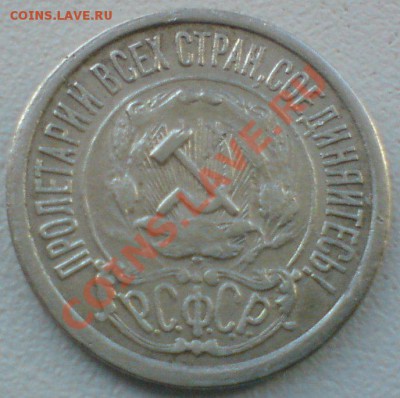 COINS.LAVE.RU
ПРОЛЕТАРИИ ВСЕХ СТРАН, СОЕДИНЯЙТЕСЬ!
Р.С.Ф.С.Р.
COINS.LAVE.RU